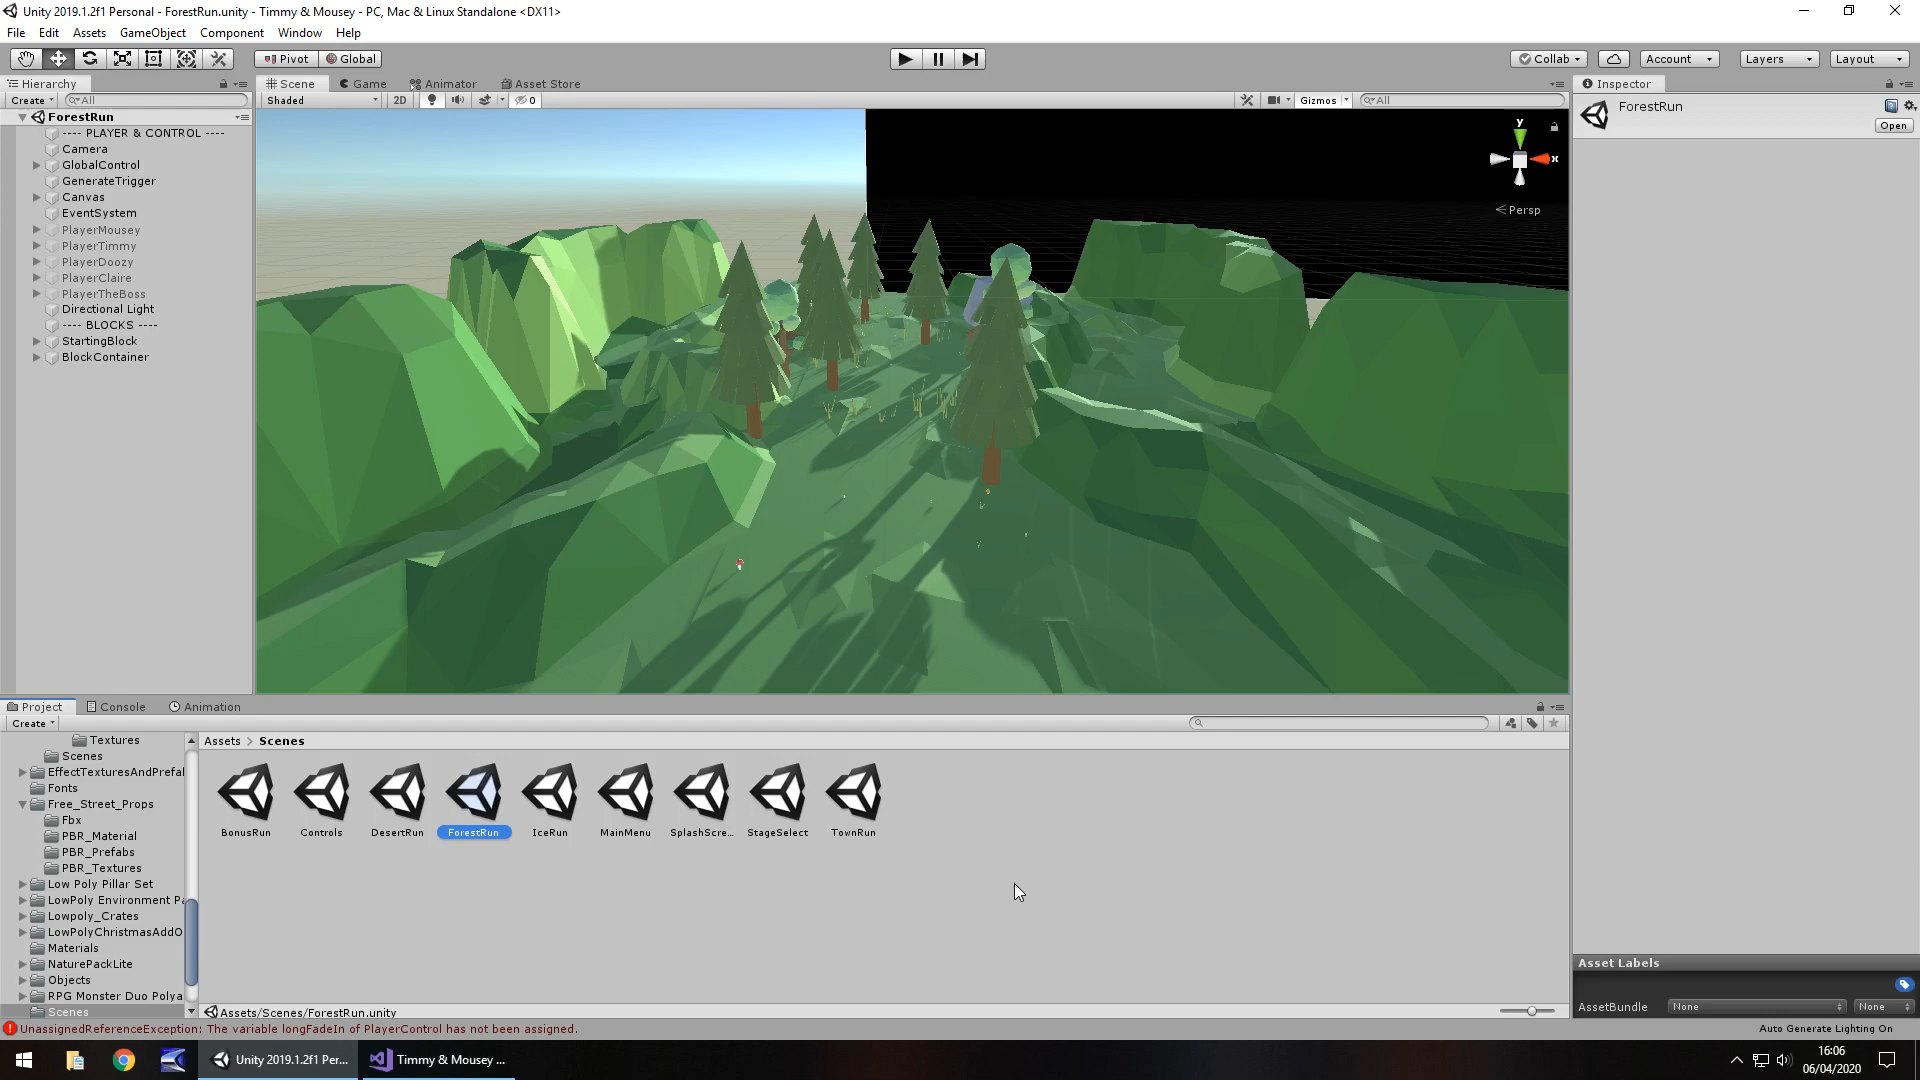 Unity 2019.1.2f1 Personal - ForestRun.unity - Timmy & Mousey - PC, Mac & Linux Standalone <DX11>
File Edit Assets GameObject Component Window Help
Pivot Global Collab Account Layers Layout
Hierarchy
Create All
ForestRun
---- PLAYER & CONTROL ----
Camera
GlobalControl
GenerateTrigger
Canvas
EventSystem
PlayerMousey
PlayerTimmy
PlayerDoozy
PlayerClaire
PlayerTheBoss
Directional Light
---- BLOCKS ----
StartingBlock
BlockContainer
Scene Game Animator Asset Store
Shaded 2D 0 Gizmos All
y
x
Persp
Inspector
ForestRun
Open
Project Console Animation
Create
Textures
Scenes
EffectTexturesAndPrefal
Fonts
Free_Street_Props
Fbx
PBR_Material
PBR_Prefabs
PBR_Textures
Low Poly Pillar Set
LowPoly Environment Pa
Lowpoly_Crates
LowPolyChristmasAddO
Materials
NaturePackLite
Objects
RPG Monster Duo Polya
Scenes
Assets > Scenes
BonusRun Controls DesertRun ForestRun IceRun MainMenu SplashScre... StageSelect TownRun
Assets/Scenes/ForestRun.unity
Asset Labels
AssetBundle None None
UnassignedReferenceException: The variable longFadeIn of PlayerControl has not been assigned.
Auto Generate Lighting On
Unity 2019.1.2f1 Per... Timmy & Mousey ...
16:06
06/04/2020